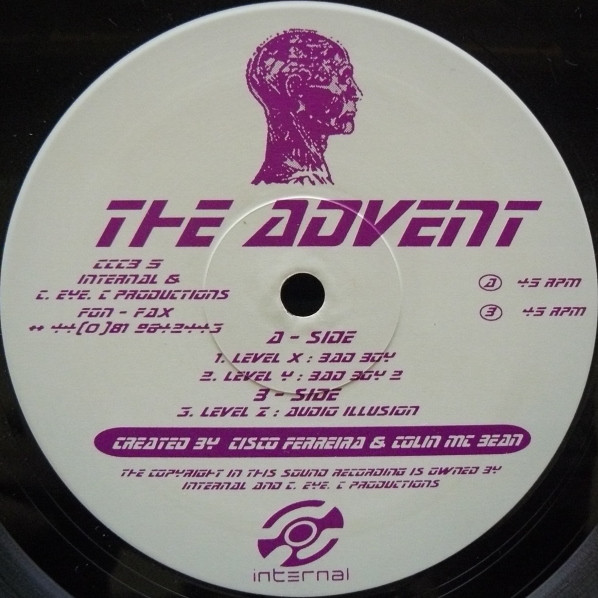 THE ADVENT
CCCB 5
INTERNAL &
C. EYE. C PRODUCTIONS
FON - FAX
++ 44(0)81 9842443
A 45 RPM
B 45 RPM
A - SIDE
1. LEVEL X : BAD BOY
2. LEVEL Y : BAD BOY 2
B - SIDE
3. LEVEL Z : AUDIO ILLUSION
CREATED BY CISCO FERREIRA & COLIN MC BEAN
THE COPYRIGHT IN THIS SOUND RECORDING IS OWNED BY
INTERNAL AND C. EYE. C PRODUCTIONS
internal